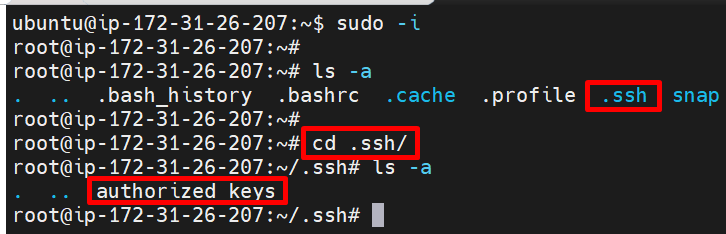 ubuntu@ip-172-31-26-207:~$ sudo -i
root@ip-172-31-26-207:~#
root@ip-172-31-26-207:~# ls -a
. .. .bash_history .bashrc .cache .profile .ssh snap
root@ip-172-31-26-207:~#
root@ip-172-31-26-207:~# cd .ssh/
root@ip-172-31-26-207:~/.ssh# ls -a
. .. authorized_keys
root@ip-172-31-26-207:~/.ssh#